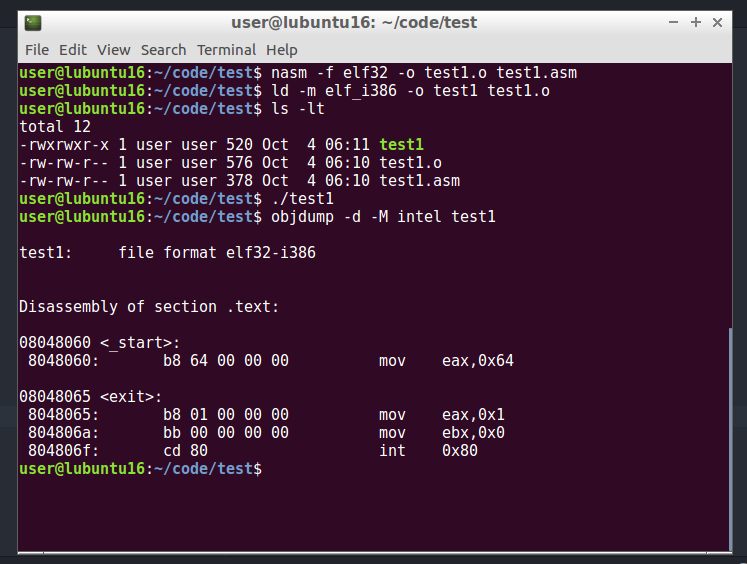 user@lubuntu16: ~/code/test
File Edit View Search Terminal Help
user@lubuntu16:~/code/test$ nasm -f elf32 -o test1.o test1.asm
user@lubuntu16:~/code/test$ ld -m elf_i386 -o test1 test1.o
user@lubuntu16:~/code/test$ ls -lt
total 12
-rwxrwxr-x 1 user user 520 Oct  4 06:11 test1
-rw-rw-r-- 1 user user 576 Oct  4 06:10 test1.o
-rw-rw-r-- 1 user user 378 Oct  4 06:10 test1.asm
user@lubuntu16:~/code/test$ ./test1
user@lubuntu16:~/code/test$ objdump -d -M intel test1
test1:     file format elf32-i386
Disassembly of section .text:
08048060 <_start>:
 8048060:       b8 64 00 00 00          mov    eax,0x64
08048065 <exit>:
 8048065:       b8 01 00 00 00          mov    eax,0x1
 804806a:       bb 00 00 00 00          mov    ebx,0x0
 804806f:       cd 80                   int    0x80
user@lubuntu16:~/code/test$